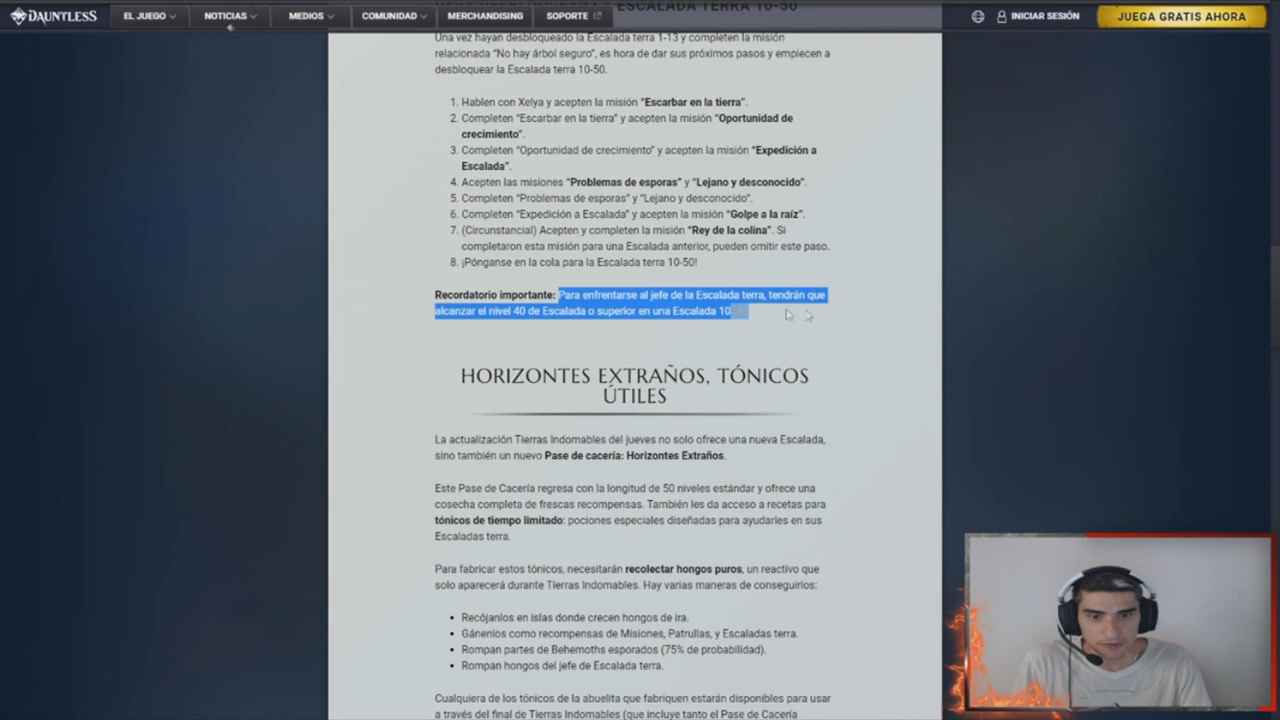 DAUNTLESS EL JUEGO NOTICIAS MEDIOS COMUNIDAD MERCHANDISING SOPORTE INICIAR SESIÓN JUEGA GRATIS AHORA
ESCALADA TERRA 10-50
Una vez hayan desbloqueado la Escalada terra 1-13 y completen la misión
relacionada “No hay árbol seguro”, es hora de dar sus próximos pasos y empiecen a
desbloquear la Escalada terra 10-50.
1. Hablen con Xelya y acepten la misión “Escarbar en la tierra”.
2. Completen “Escarbar en la tierra” y acepten la misión “Oportunidad de
crecimiento”.
3. Completen “Oportunidad de crecimiento” y acepten la misión “Expedición a
Escalada”.
4. Acepten las misiones “Problemas de esporas” y “Lejano y desconocido”.
5. Completen “Problemas de esporas” y “Lejano y desconocido”.
6. Completen “Expedición a Escalada” y acepten la misión “Golpe a la raíz”.
7. (Circunstancial) Acepten y completen la misión “Rey de la colina”. Si
completaron esta misión para una Escalada anterior, pueden omitir este paso.
8. ¡Pónganse en la cola para la Escalada terra 10-50!
Recordatorio importante: Para enfrentarse al jefe de la Escalada terra, tendrán que
alcanzar el nivel 40 de Escalada o superior en una Escalada 10
HORIZONTES EXTRAÑOS, TÓNICOS
ÚTILES
La actualización Tierras Indomables del jueves no solo ofrece una nueva Escalada,
sino también un nuevo Pase de cacería: Horizontes Extraños.
Este Pase de Cacería regresa con la longitud de 50 niveles estándar y ofrece una
cosecha completa de frescas recompensas. También les da acceso a recetas para
tónicos de tiempo limitado: pociones especiales diseñadas para ayudarles en sus
Escaladas terra.
Para fabricar estos tónicos, necesitarán recolectar hongos puros, un reactivo que
solo aparecerá durante Tierras Indomables. Hay varias maneras de conseguirlos:
• Recójanlos en islas donde crecen hongos de ira.
• Gánenlos como recompensas de Misiones, Patrullas, y Escaladas terra.
• Rompan partes de Behemoths esporados (75% de probabilidad).
• Rompan hongos del jefe de Escalada terra.
Cualquiera de los tónicos de la abuelita que fabriquen estarán disponibles para usar
a través del final de Tierras Indomables (que incluye tanto el Pase de Cacería